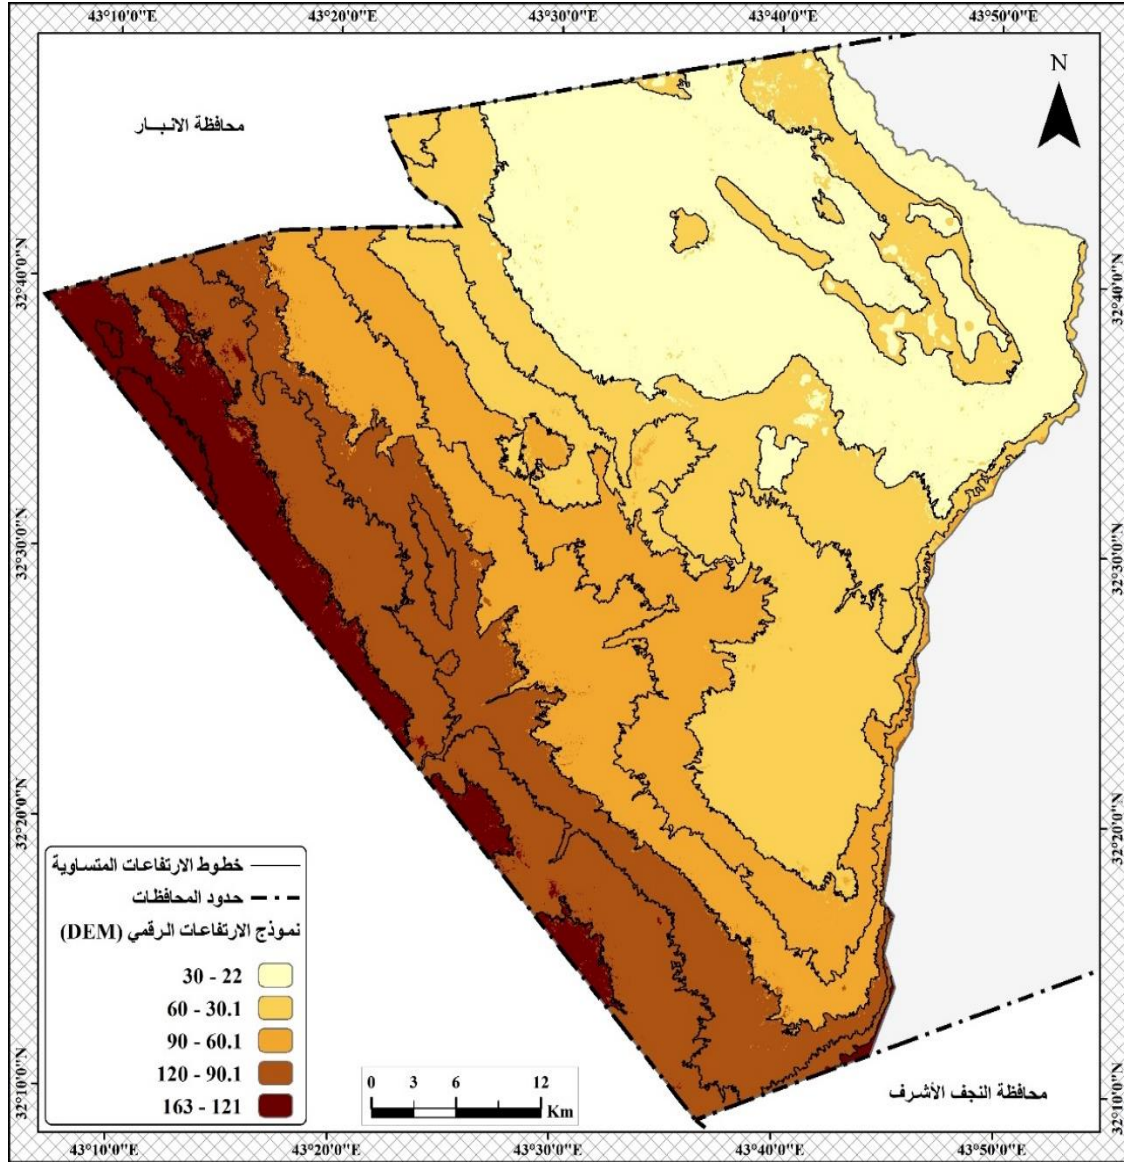 43°10'0"E
43°20'0"E
43°30'0"E
43°40'0"E
43°50'0"E
محافظة الانبـــار
N
32°40'0"N
32°40'0"N
32°30'0"N
32°30'0"N
32°20'0"N
32°20'0"N
خطوط الارتفاعات المتساوية
حدود المحافظات
نموذج الارتفاعات الرقمي (DEM)
30 - 22
60 - 30.1
90 - 60.1
120 - 90.1
163 - 121
0 3 6 12
Km
محافظة النجف الأشرف
32°10'0"N
32°10'0"N
43°10'0"E
43°20'0"E
43°30'0"E
43°40'0"E
43°50'0"E